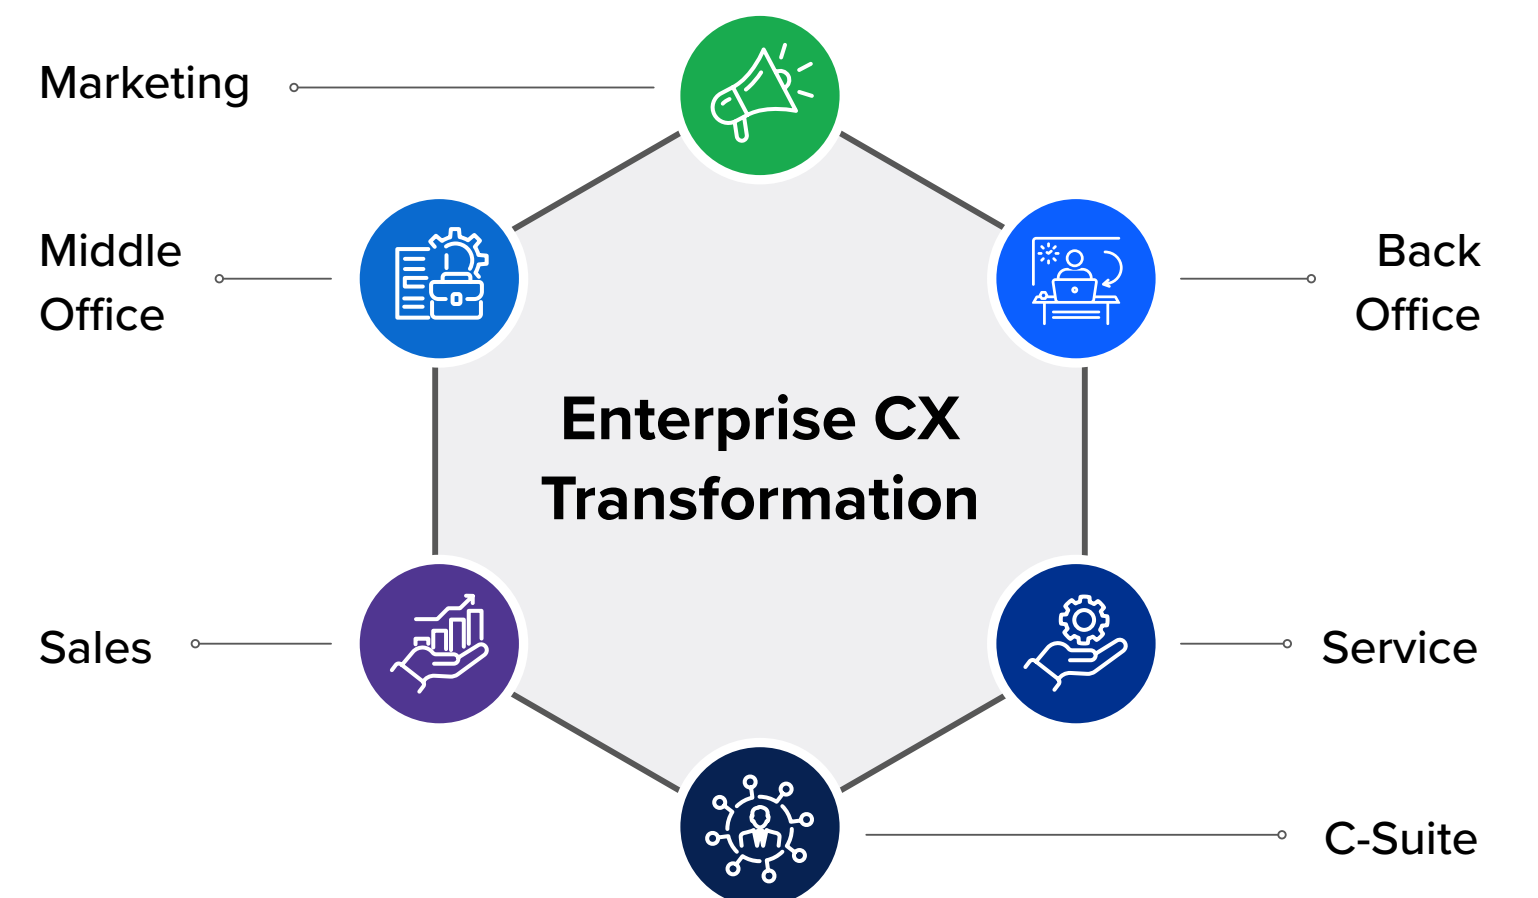 Marketing
Middle
Office
Back
Office
Enterprise CX
Transformation
Sales
Service
C-Suite